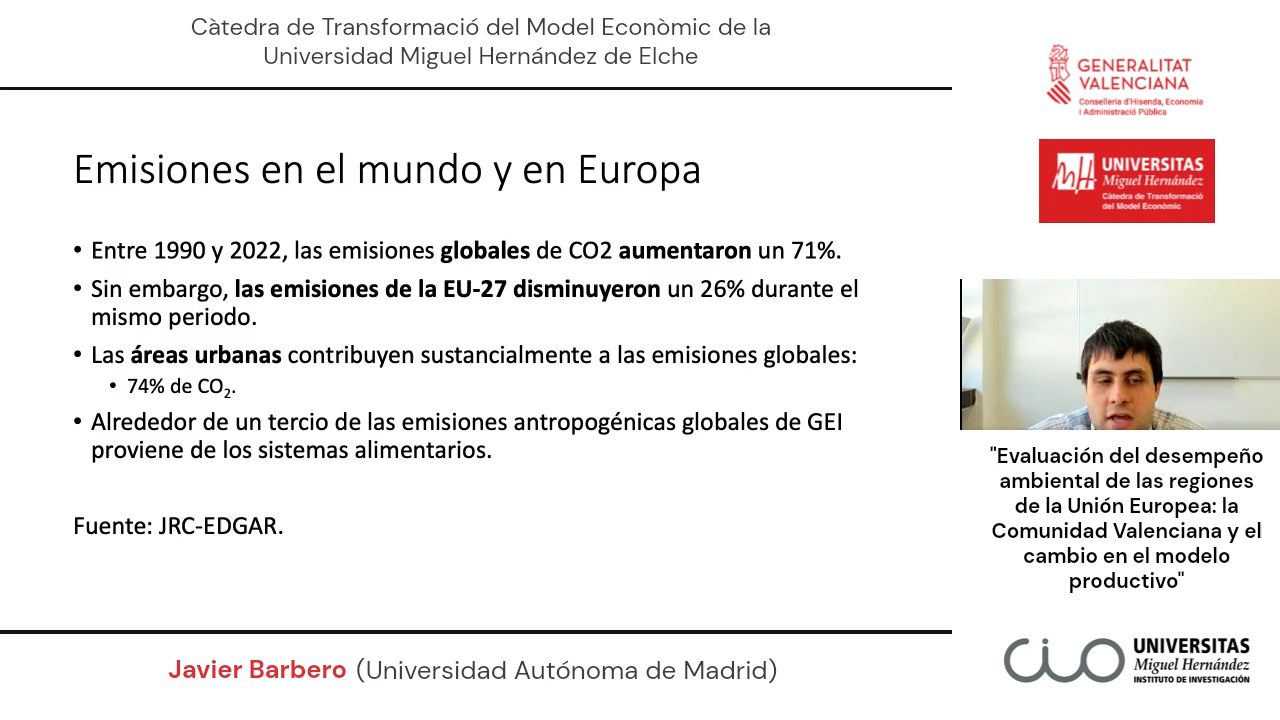 Càtedra de Transformació del Model Econòmic de la
Universidad Miguel Hernández de Elche
Emisiones en el mundo y en Europa
• Entre 1990 y 2022, las emisiones globales de CO2 aumentaron un 71%.
• Sin embargo, las emisiones de la EU-27 disminuyeron un 26% durante el
mismo periodo.
• Las áreas urbanas contribuyen sustancialmente a las emisiones globales:
• 74% de CO₂.
• Alrededor de un tercio de las emisiones antropogénicas globales de GEI
proviene de los sistemas alimentarios.
Fuente: JRC-EDGAR.
Javier Barbero (Universidad Autónoma de Madrid)
GENERALITAT
VALENCIANA
Conselleria d'Hisenda, Economia
i Administració Pública
UNIVERSITAS
Miguel Hernández
Càtedra de Transformació
del Model Econòmic
"Evaluación del desempeño
ambiental de las regiones
de la Unión Europea: la
Comunidad Valenciana y el
cambio en el modelo
productivo"
cio
UNIVERSITAS
Miguel Hernández
INSTITUTO DE INVESTIGACIÓN